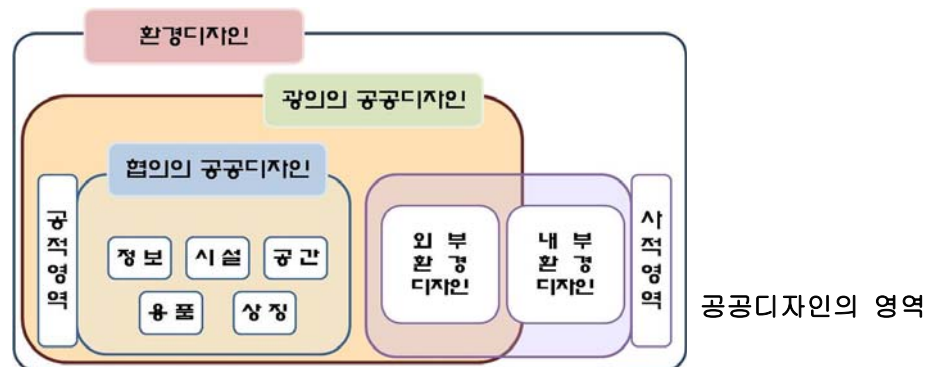 환경디자인
광의의 공공디자인
협의의 공공디자인
공적영역
정보
시설
공간
용품
상징
외부
환경
디자인
내부
환경
디자인
사적영역
공공디자인의 영역